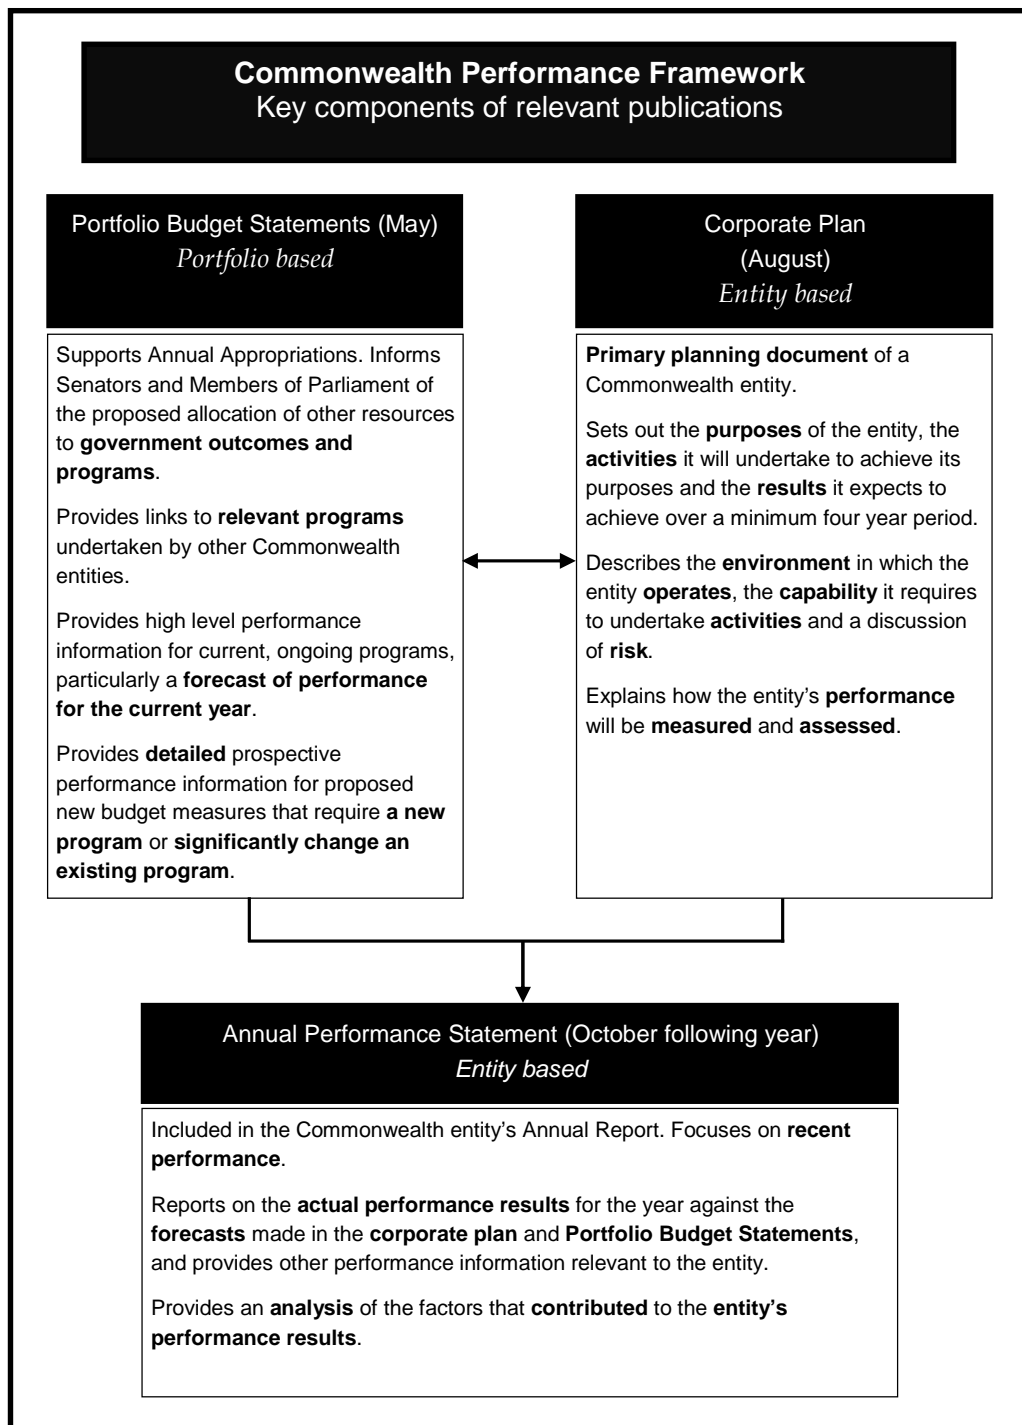 Commonwealth Performance Framework
Key components of relevant publications
Portfolio Budget Statements (May)
Portfolio based
Supports Annual Appropriations. Informs
Senators and Members of Parliament of
the proposed allocation of other resources
to government outcomes and
programs.
Provides links to relevant programs
undertaken by other Commonwealth
entities.
Provides high level performance
information for current, ongoing programs,
particularly a forecast of performance
for the current year.
Provides detailed prospective
performance information for proposed
new budget measures that require a new
program or significantly change an
existing program.
Corporate Plan
(August)
Entity based
Primary planning document of a
Commonwealth entity.
Sets out the purposes of the entity, the
activities it will undertake to achieve its
purposes and the results it expects to
achieve over a minimum four year period.
Describes the environment in which the
entity operates, the capability it requires
to undertake activities and a discussion
of risk.
Explains how the entity's performance
will be measured and assessed.
Annual Performance Statement (October following year)
Entity based
Included in the Commonwealth entity's Annual Report. Focuses on recent
performance.
Reports on the actual performance results for the year against the
forecasts made in the corporate plan and Portfolio Budget Statements,
and provides other performance information relevant to the entity.
Provides an analysis of the factors that contributed to the entity's
performance results.